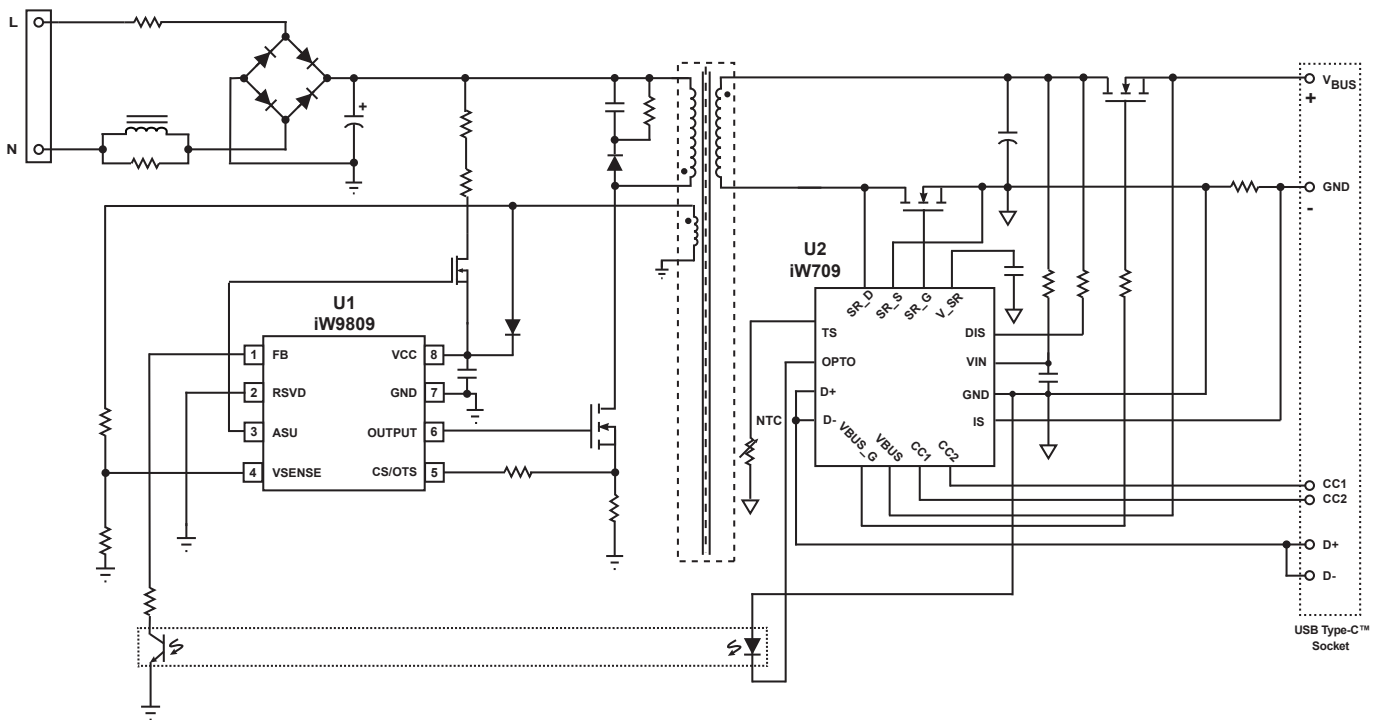 L
N
+
U1
iW9809
1 FB
2 RSVD
3 ASU
4 VSENSE
VCC 8
GND 7
OUTPUT 6
CS/OTS 5
U2
iW709
SR_D
SR_S
SR_G
V_SR
TS
OPTO
D+
D-
DIS
VIN
GND
IS
VBUS_G
VBUS
CC1
CC2
NTC
VBUS
+
GND
-
CC1
CC2
D+
D-
USB Type-C™
Socket